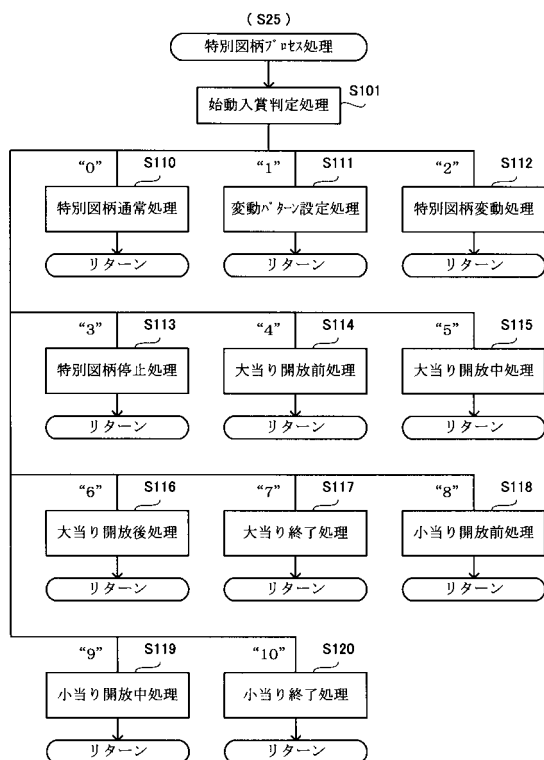 (S25)
特別図柄ﾌﾟﾛｾｽ処理
S101
始動入賞判定処理
“0” S110 “1” S111 “2” S112
特別図柄通常処理 変動ﾊﾟﾀｰﾝ設定処理 特別図柄変動処理
リターン リターン リターン
“3” S113 “4” S114 “5” S115
特別図柄停止処理 大当り開放前処理 大当り開放中処理
リターン リターン リターン
“6” S116 “7” S117 “8” S118
大当り開放後処理 大当り終了処理 小当り開放前処理
リターン リターン リターン
“9” S119 “10” S120
小当り開放中処理 小当り終了処理
リターン リターン